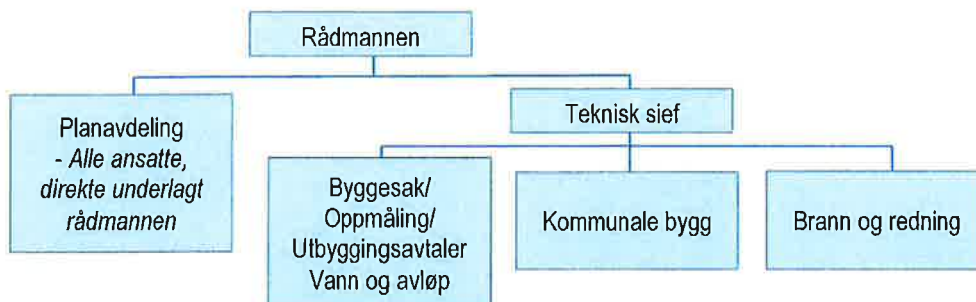 Rådmannen
Planavdeling
- Alle ansatte,
direkte underlagt
rådmannen
Teknisk sief
Byggesak/
Oppmåling/
Utbyggingsavtaler
Vann og avløp
Kommunale bygg
Brann og redning